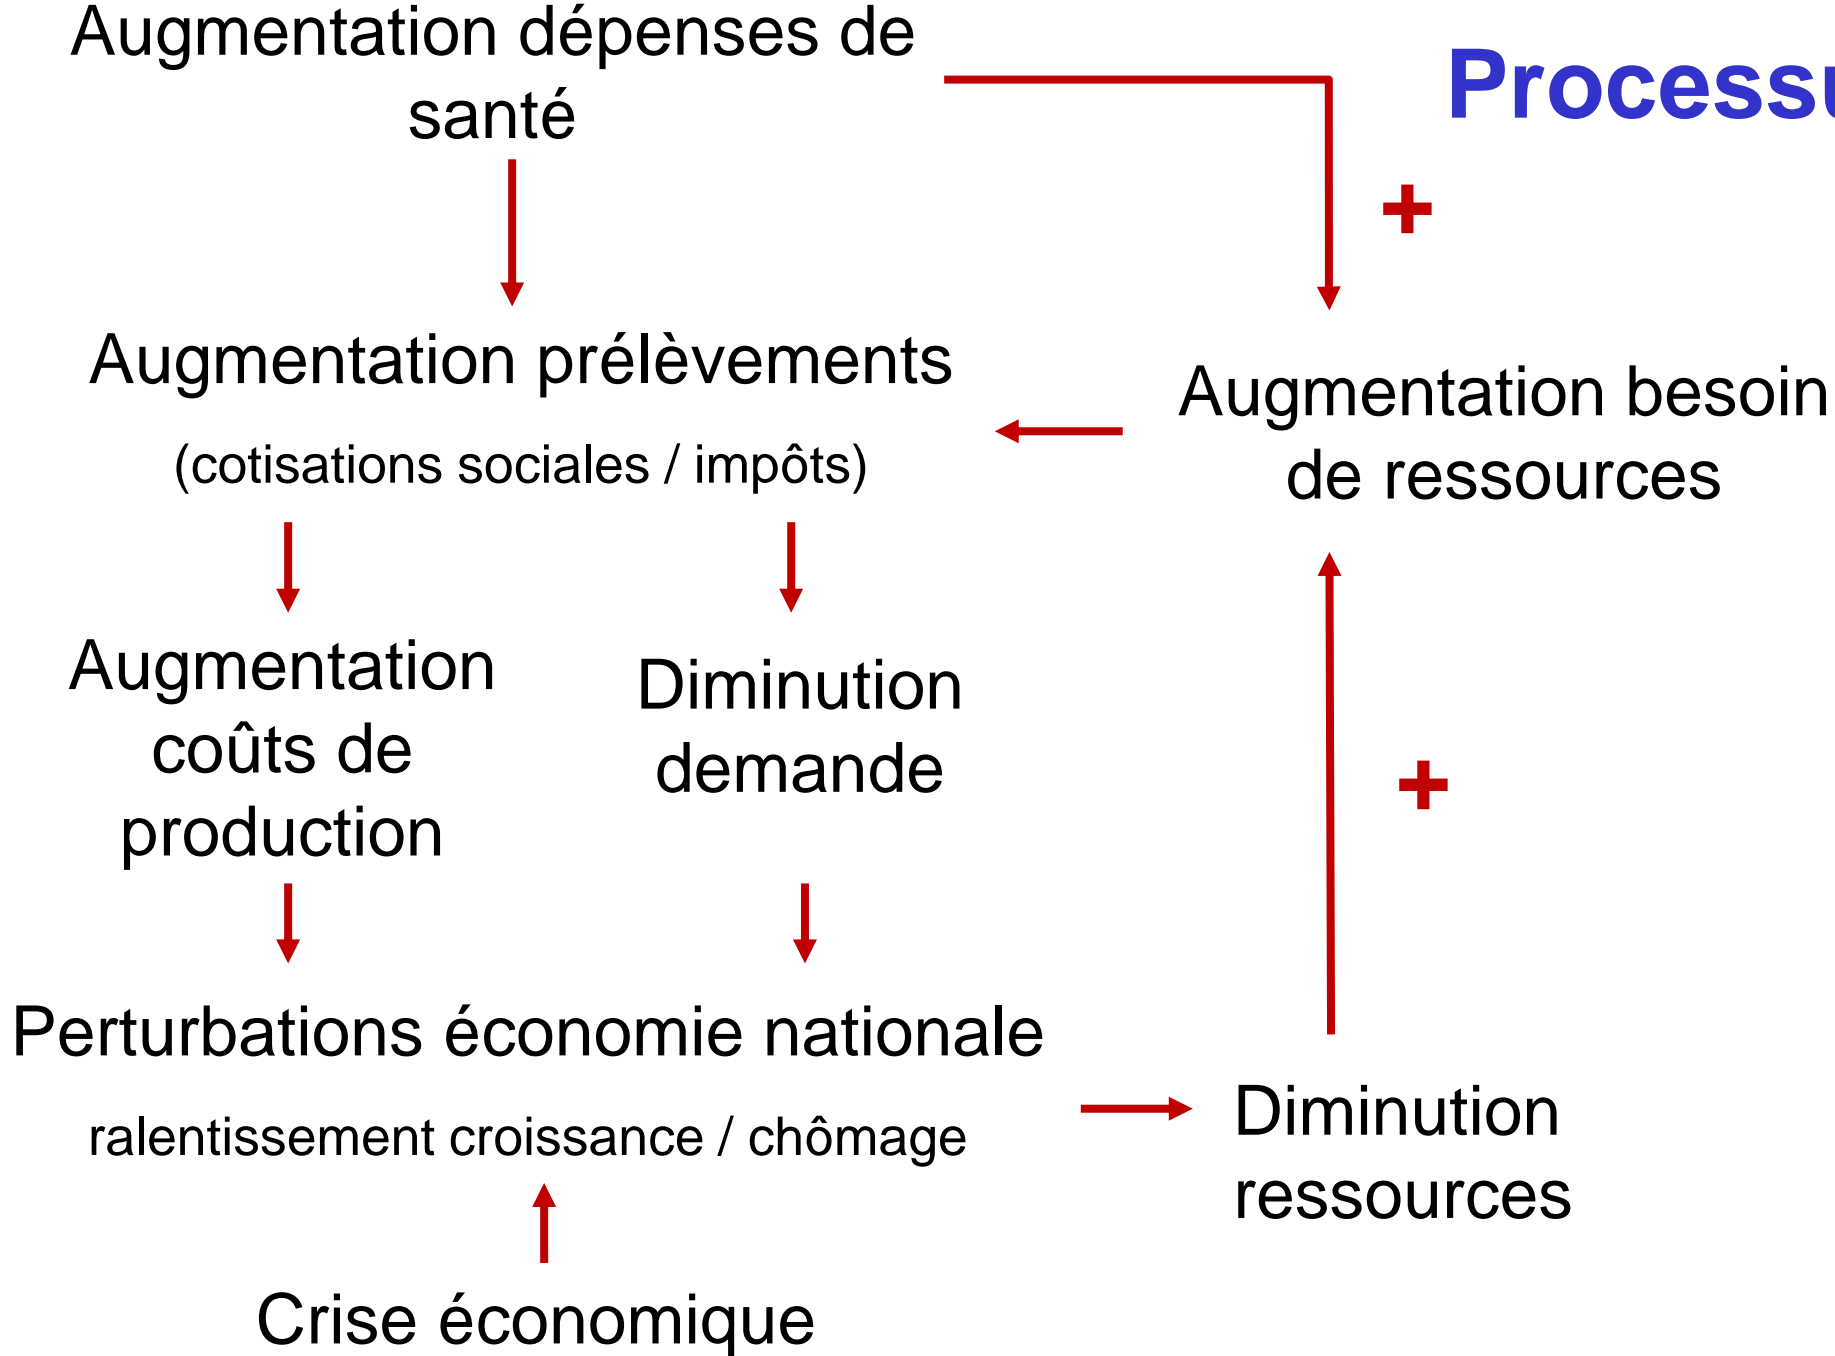 Augmentation dépenses de
santé
+
Augmentation prélèvements
(cotisations sociales / impôts)
Augmentation besoin
de ressources
Augmentation
coûts de
production
Diminution
demande
+
Perturbations économie nationale
ralentissement croissance / chômage
Diminution
ressources
Crise économique